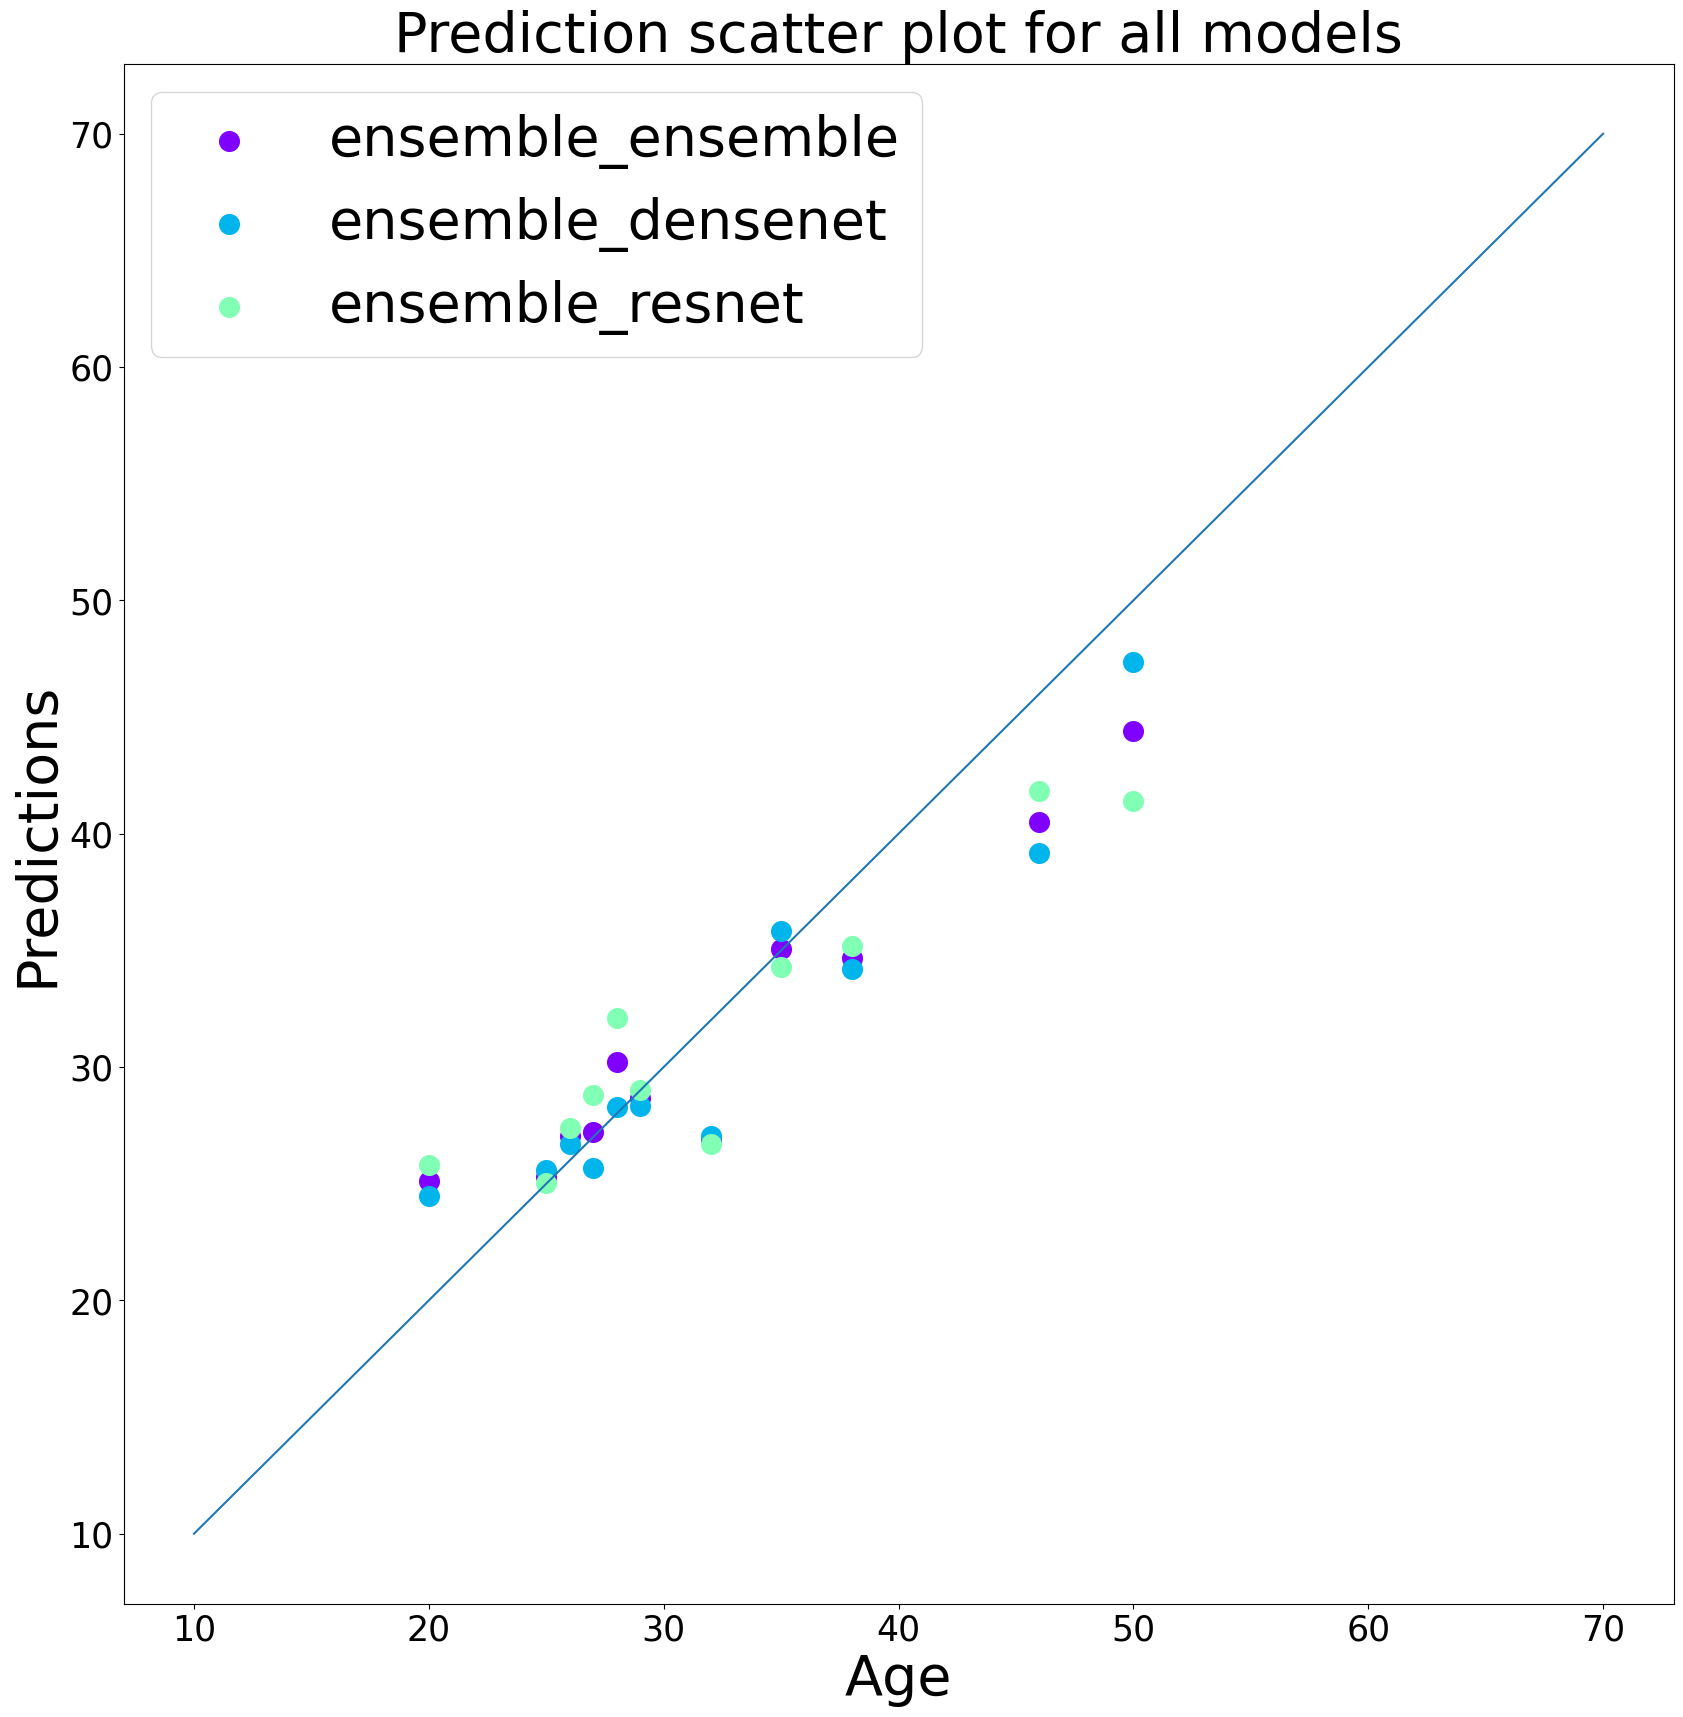 Prediction scatter plot for all models
ensemble_ensemble
ensemble_densenet
ensemble_resnet
70
60
50
40
30
20
10
Predictions
10 20 30 40 50 60 70
Age